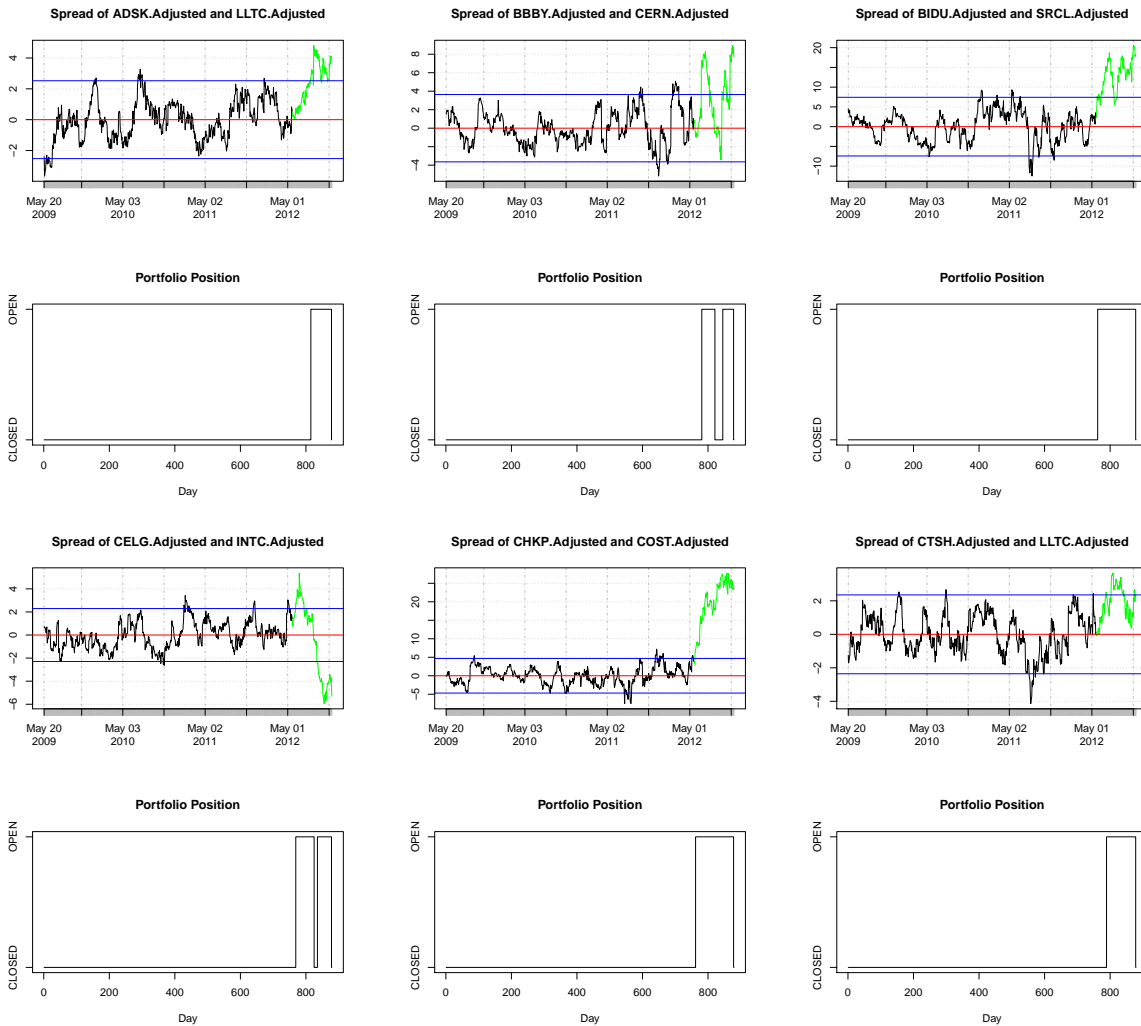 Spread of ADSK.Adjusted and LLTC.Adjusted
4
2
0
−2
May 20 2009
May 03 2010
May 02 2011
May 01 2012
Spread of BBBY.Adjusted and CERN.Adjusted
8
6
4
2
0
−4
May 20 2009
May 03 2010
May 02 2011
May 01 2012
Spread of BIDU.Adjusted and SRCL.Adjusted
20
15
10
5
0
−10
May 20 2009
May 03 2010
May 02 2011
May 01 2012
Portfolio Position
OPEN
CLOSED
0 200 400 600 800
Day
Portfolio Position
OPEN
CLOSED
0 200 400 600 800
Day
Portfolio Position
OPEN
CLOSED
0 200 400 600 800
Day
Spread of CELG.Adjusted and INTC.Adjusted
4
2
0
−2
−4
−6
May 20 2009
May 03 2010
May 02 2011
May 01 2012
Spread of CHKP.Adjusted and COST.Adjusted
20
10
5
0
−5
May 20 2009
May 03 2010
May 02 2011
May 01 2012
Spread of CTSH.Adjusted and LLTC.Adjusted
2
0
−2
−4
May 20 2009
May 03 2010
May 02 2011
May 01 2012
Portfolio Position
OPEN
CLOSED
0 200 400 600 800
Day
Portfolio Position
OPEN
CLOSED
0 200 400 600 800
Day
Portfolio Position
OPEN
CLOSED
0 200 400 600 800
Day